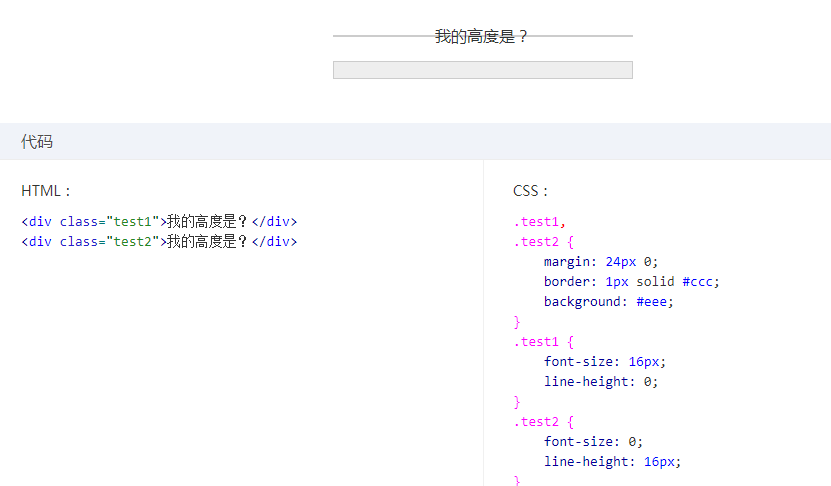 我的高度是？
代码
HTML：
CSS：
<div class="test1">我的高度是？</div>
<div class="test2">我的高度是？</div>
.test1,
.test2 {
    margin: 24px 0;
    border: 1px solid #ccc;
    background: #eee;
}
.test1 {
    font-size: 16px;
    line-height: 0;
}
.test2 {
    font-size: 0;
    line-height: 16px;
}